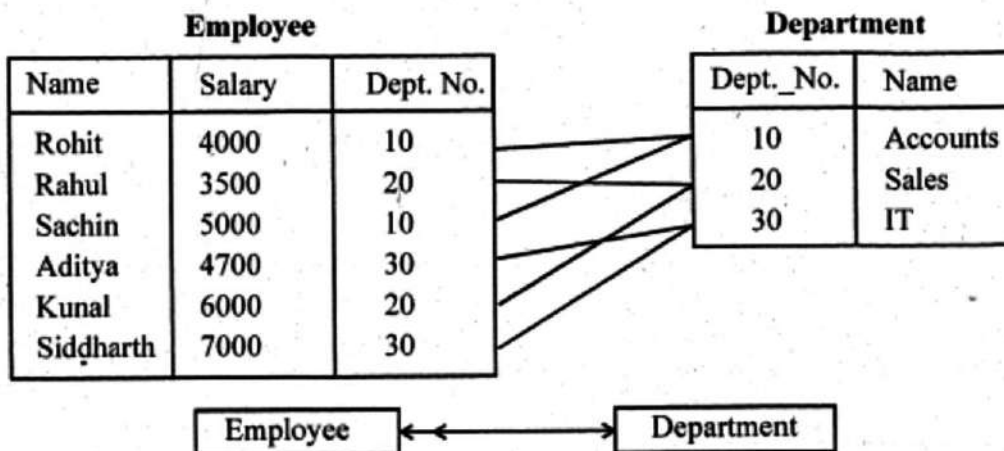 Employee
Department
Name Salary Dept. No.
Rohit 4000 10
Rahul 3500 20
Sachin 5000 10
Aditya 4700 30
Kunal 6000 20
Siddharth 7000 30
Dept._No. Name
10 Accounts
20 Sales
30 IT
Employee
Department